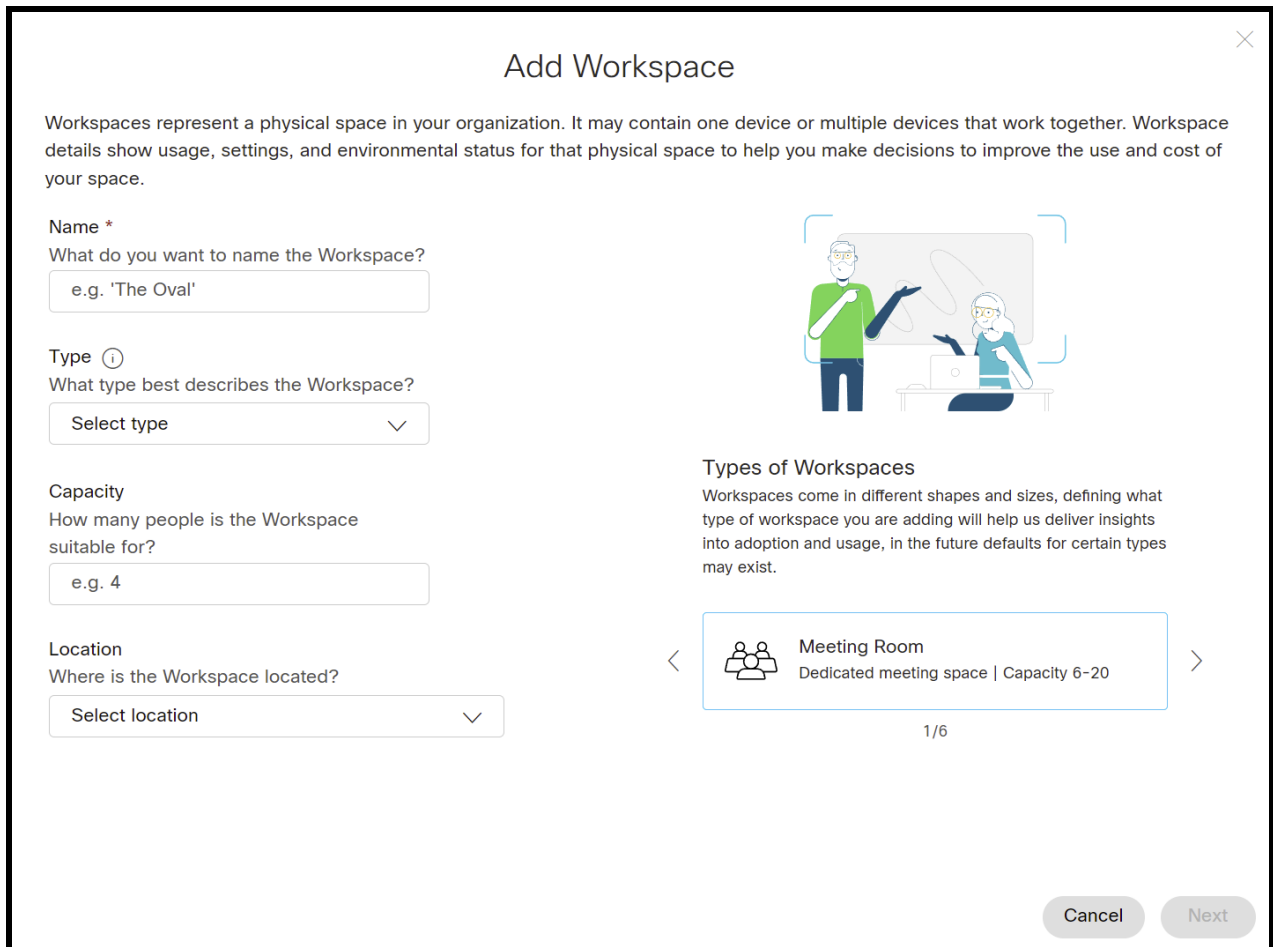 Add Workspace
Workspaces represent a physical space in your organization. It may contain one device or multiple devices that work together. Workspace
details show usage, settings, and environmental status for that physical space to help you make decisions to improve the use and cost of
your space.
Name *
What do you want to name the Workspace?
e.g. 'The Oval'
Type
What type best describes the Workspace?
Select type
Capacity
How many people is the Workspace
suitable for?
e.g. 4
Location
Where is the Workspace located?
Select location
Types of Workspaces
Workspaces come in different shapes and sizes, defining what
type of workspace you are adding will help us deliver insights
into adoption and usage, in the future defaults for certain types
may exist.
Meeting Room
Dedicated meeting space | Capacity 6-20
1/6
Cancel
Next